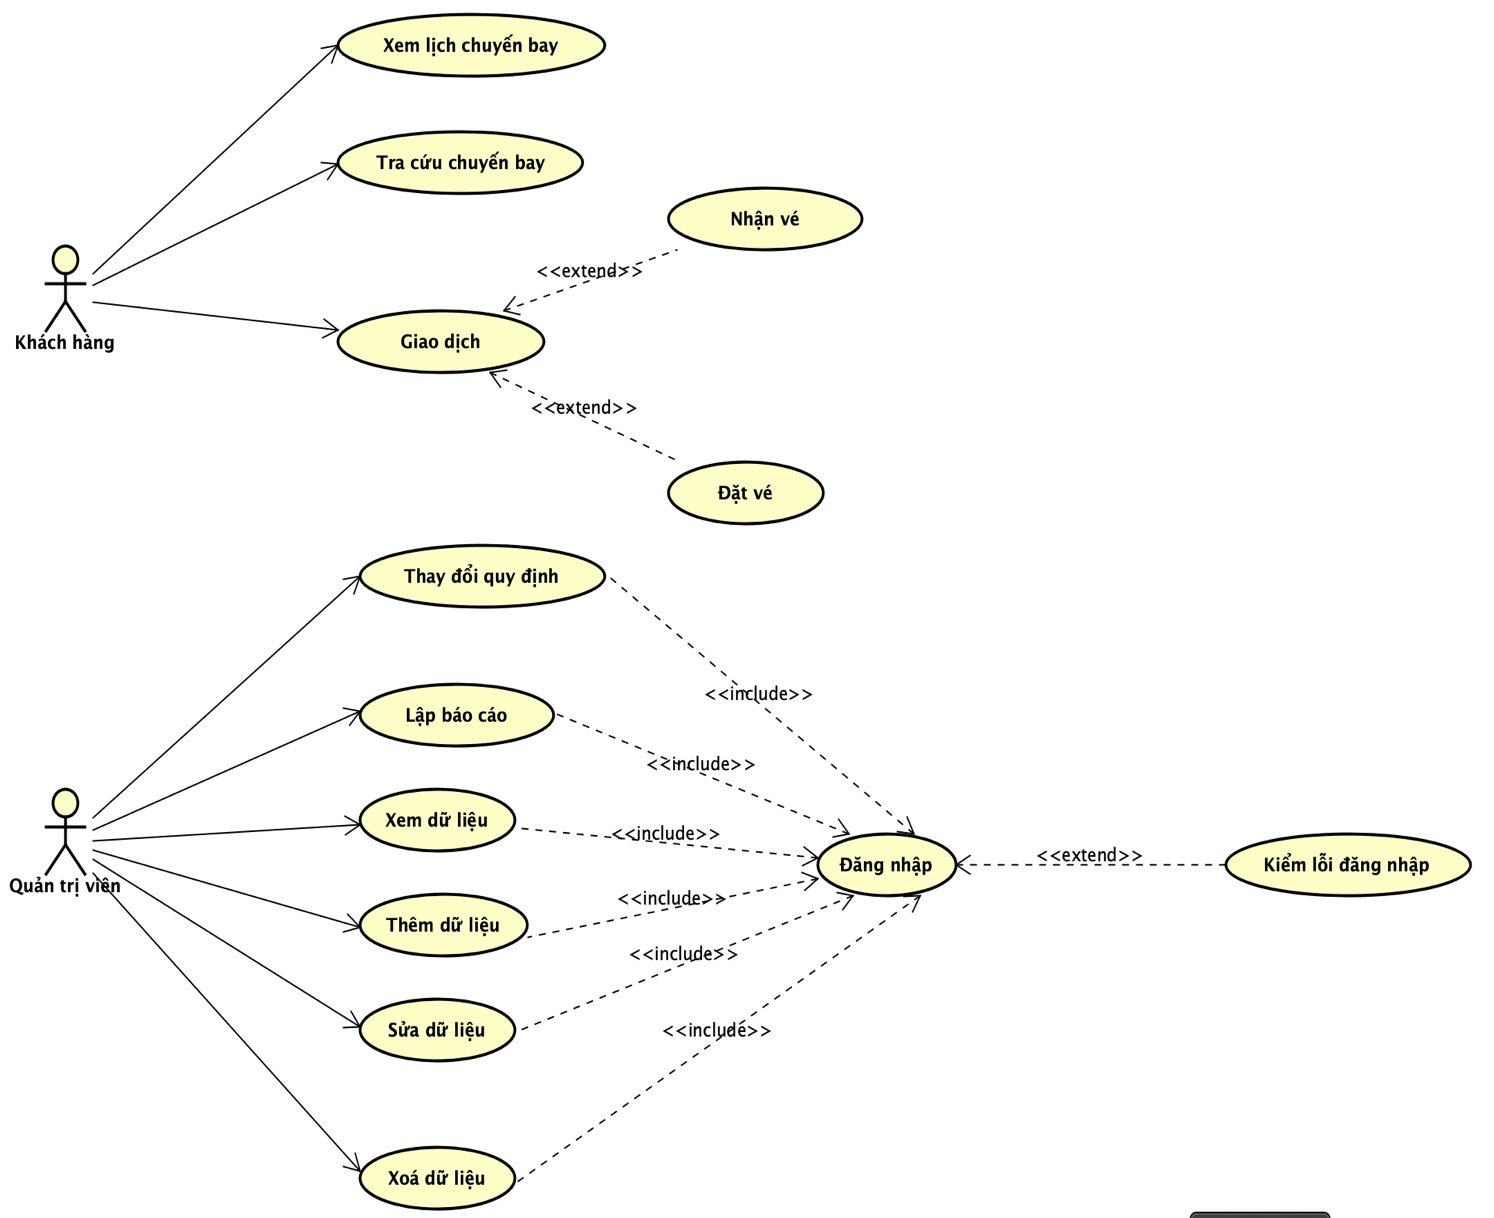 Xem lịch chuyến bay
Tra cứu chuyến bay
Nhận vé
<<extend>>
Khách hàng
Giao dịch
<<extend>>
Đặt vé
Thay đổi quy định
<<include>>
Lập báo cáo
<<include>>
Xem dữ liệu
<<include>>
Quản trị viên
Đăng nhập
<<extend>>
Kiểm lỗi đăng nhập
<<include>>
Thêm dữ liệu
<<include>>
Sửa dữ liệu
<<include>>
Xoá dữ liệu